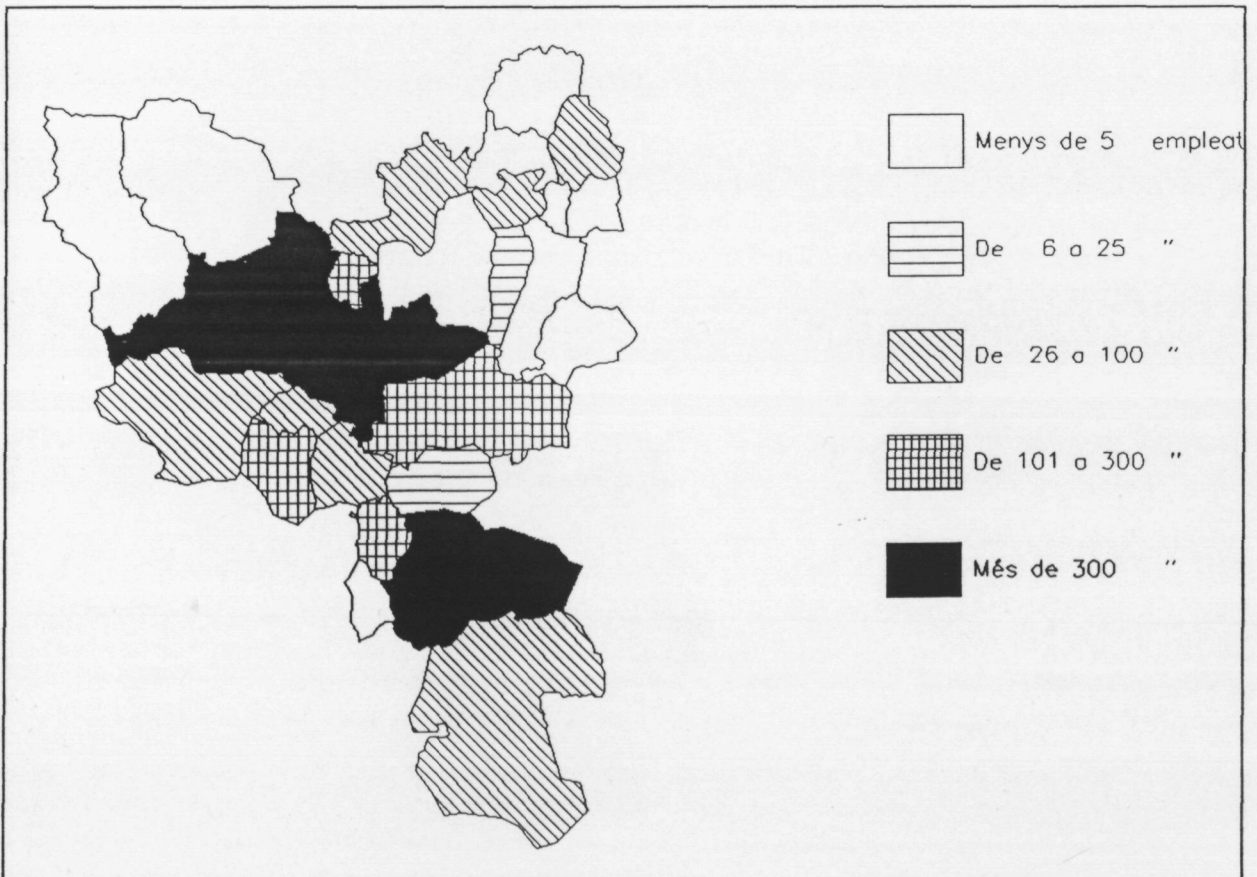 Menys de 5 empleat
De 6 a 25 "
De 26 a 100 "
De 101 a 300 "
Més de 300 "